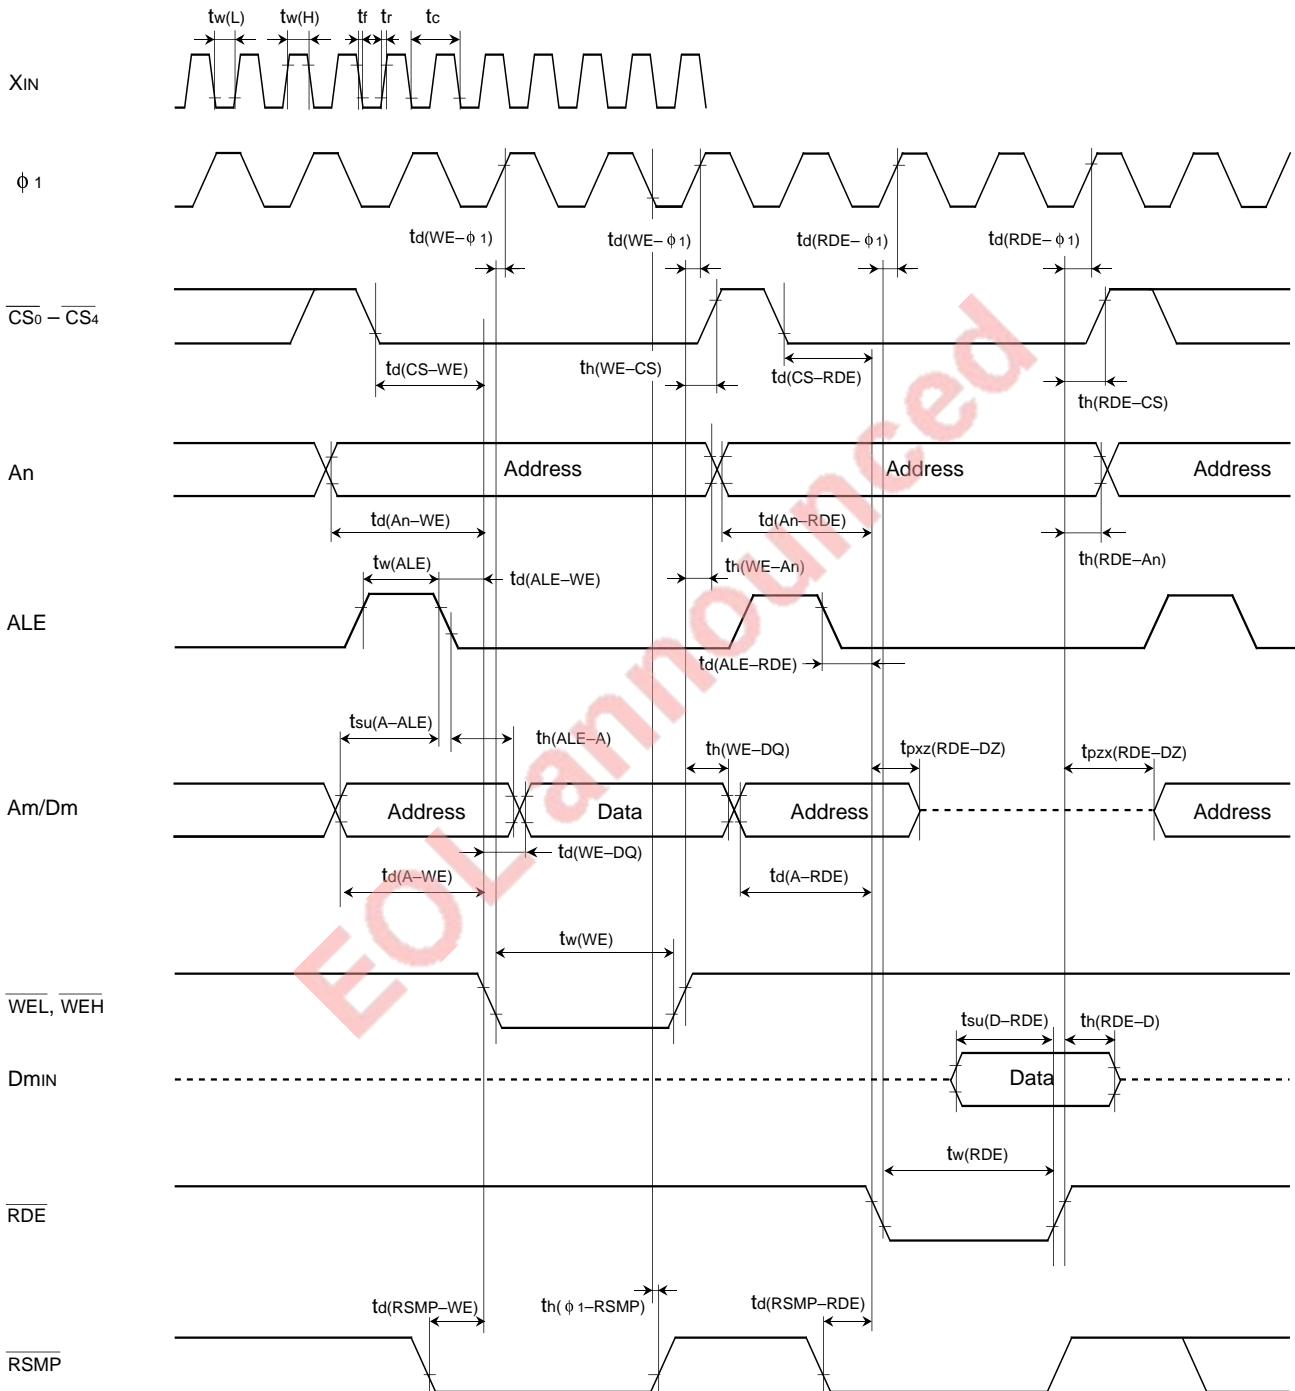 tw(L) tw(H) tf tr tc
XIN
ϕ 1
td(WE–ϕ 1) td(WE–ϕ 1) td(RDE–ϕ 1) td(RDE–ϕ 1)
CS0 – CS4
td(CS–WE) th(WE–CS) td(CS–RDE) th(RDE–CS)
An Address Address Address
td(An–WE) td(An–RDE)
tw(ALE) td(ALE–WE) th(WE–An) th(RDE–An)
ALE
td(ALE–RDE)
tsu(A–ALE) th(ALE–A) th(WE–DQ) tpxz(RDE–DZ) tpzx(RDE–DZ)
Am/Dm Address Data Address Address
td(WE–DQ)
td(A–WE) td(A–RDE)
tw(WE)
WEL, WEH
tsu(D–RDE) th(RDE–D)
DmIN Data
tw(RDE)
RDE
td(RSMP–WE) th(ϕ 1–RSMP) td(RSMP–RDE)
RSMP
EOL announced